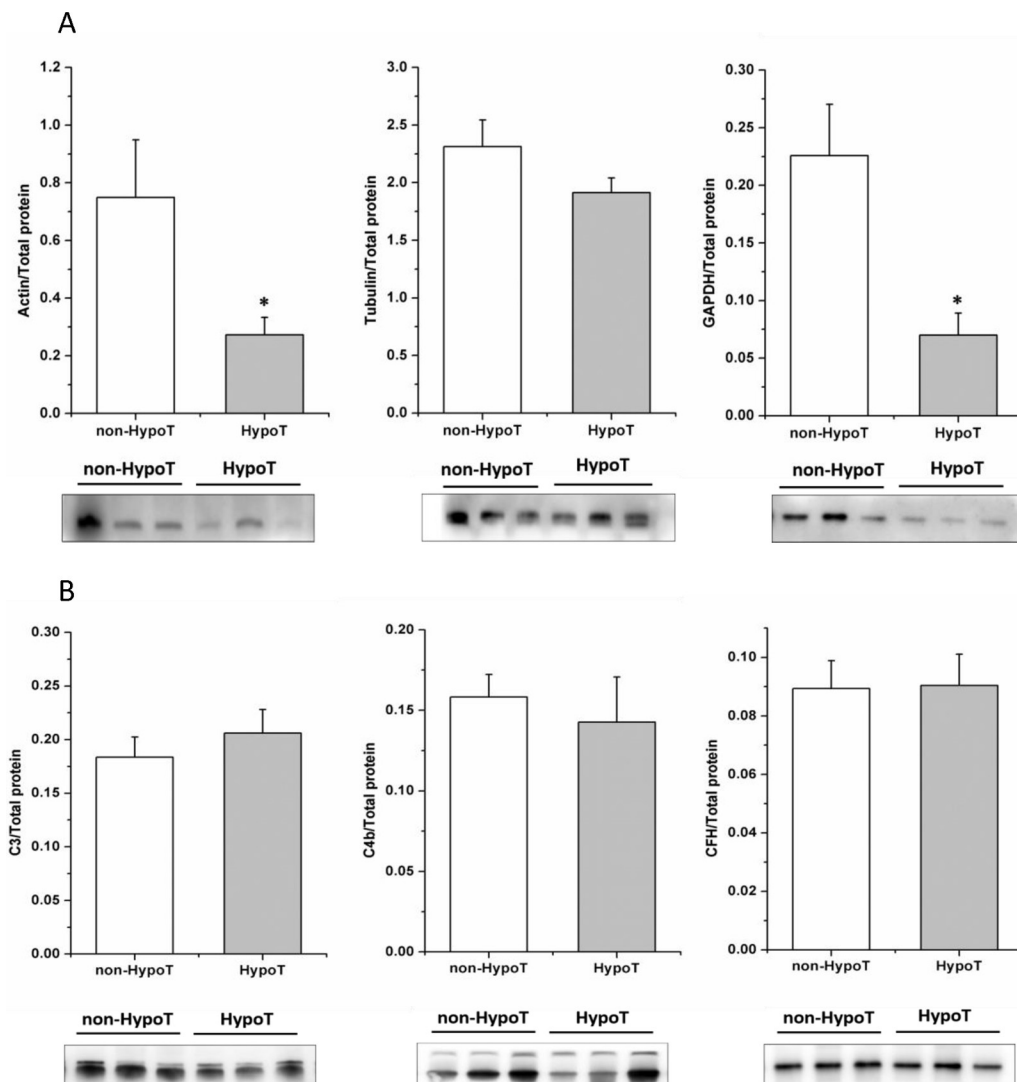 A
Actin/Total protein
1.2
1.0
0.8
0.6
0.4
0.2
0.0
*
non-HypoT HypoT
non-HypoT HypoT
Tubulin/Total protein
3.0
2.5
2.0
1.5
1.0
0.5
0.0
non-HypoT HypoT
non-HypoT HypoT
GAPDH/Total protein
0.30
0.25
0.20
0.15
0.10
0.05
0.00
*
non-HypoT HypoT
non-HypoT HypoT
B
C3/Total protein
0.30
0.25
0.20
0.15
0.10
0.05
0.00
non-HypoT HypoT
non-HypoT HypoT
C4b/Total protein
0.20
0.15
0.10
0.05
0.00
non-HypoT HypoT
non-HypoT HypoT
CFH/Total protein
0.10
0.08
0.06
0.04
0.02
0.00
non-HypoT HypoT
non-HypoT HypoT